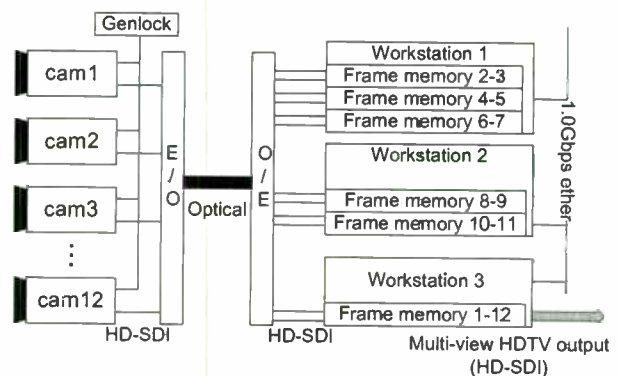 Genlock
cam1
cam2
cam3
cam12
HD-SDI
E/O
Optical
O/E
HD-SDI
Workstation 1
Frame memory 2-3
Frame memory 4-5
Frame memory 6-7
Workstation 2
Frame memory 8-9
Frame memory 10-11
Workstation 3
Frame memory 1-12
1.0Gbps ether
Multi-view HDTV output
(HD-SDI)